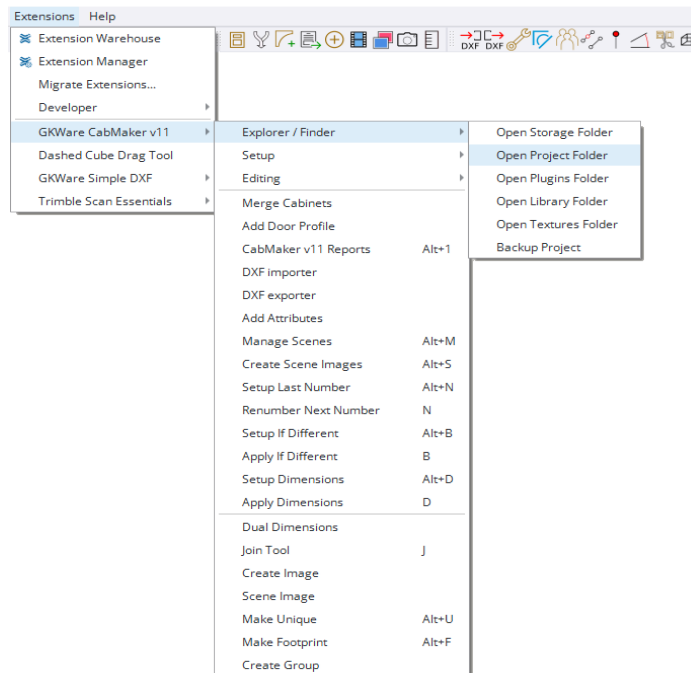 Extensions Help
DXF DXF
Extension Warehouse
Extension Manager
Migrate Extensions...
Developer
GKWare CabMaker v11
Dashed Cube Drag Tool
GKWare Simple DXF
Trimble Scan Essentials
Explorer / Finder
Setup
Editing
Merge Cabinets
Add Door Profile
CabMaker v11 Reports Alt+1
DXF importer
DXF exporter
Add Attributes
Manage Scenes Alt+M
Create Scene Images Alt+S
Setup Last Number Alt+N
Renumber Next Number N
Setup If Different Alt+B
Apply If Different B
Setup Dimensions Alt+D
Apply Dimensions D
Dual Dimensions
Join Tool J
Create Image
Scene Image
Make Unique Alt+U
Make Footprint Alt+F
Create Group
Open Storage Folder
Open Project Folder
Open Plugins Folder
Open Library Folder
Open Textures Folder
Backup Project